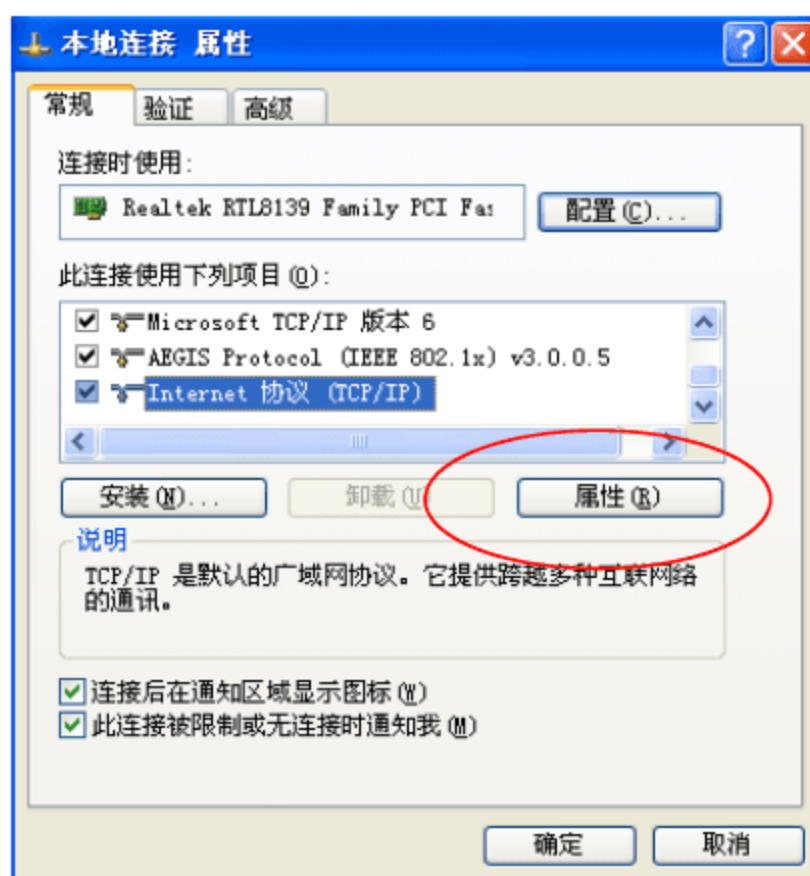 本地连接 属性
常规 验证 高级
连接时使用:
Realtek RTL8139 Family PCI Fas 配置(C)...
此连接使用下列项目(O):
Microsoft TCP/IP 版本 6
AEGIS Protocol (IEEE 802.1x) v3.0.0.5
Internet 协议 (TCP/IP)
安装(N)... 卸载(U) 属性(R)
说明
TCP/IP 是默认的广域网协议。它提供跨越多种互联网络
的通讯。
连接后在通知区域显示图标(W)
此连接被限制或无连接时通知我(M)
确定 取消